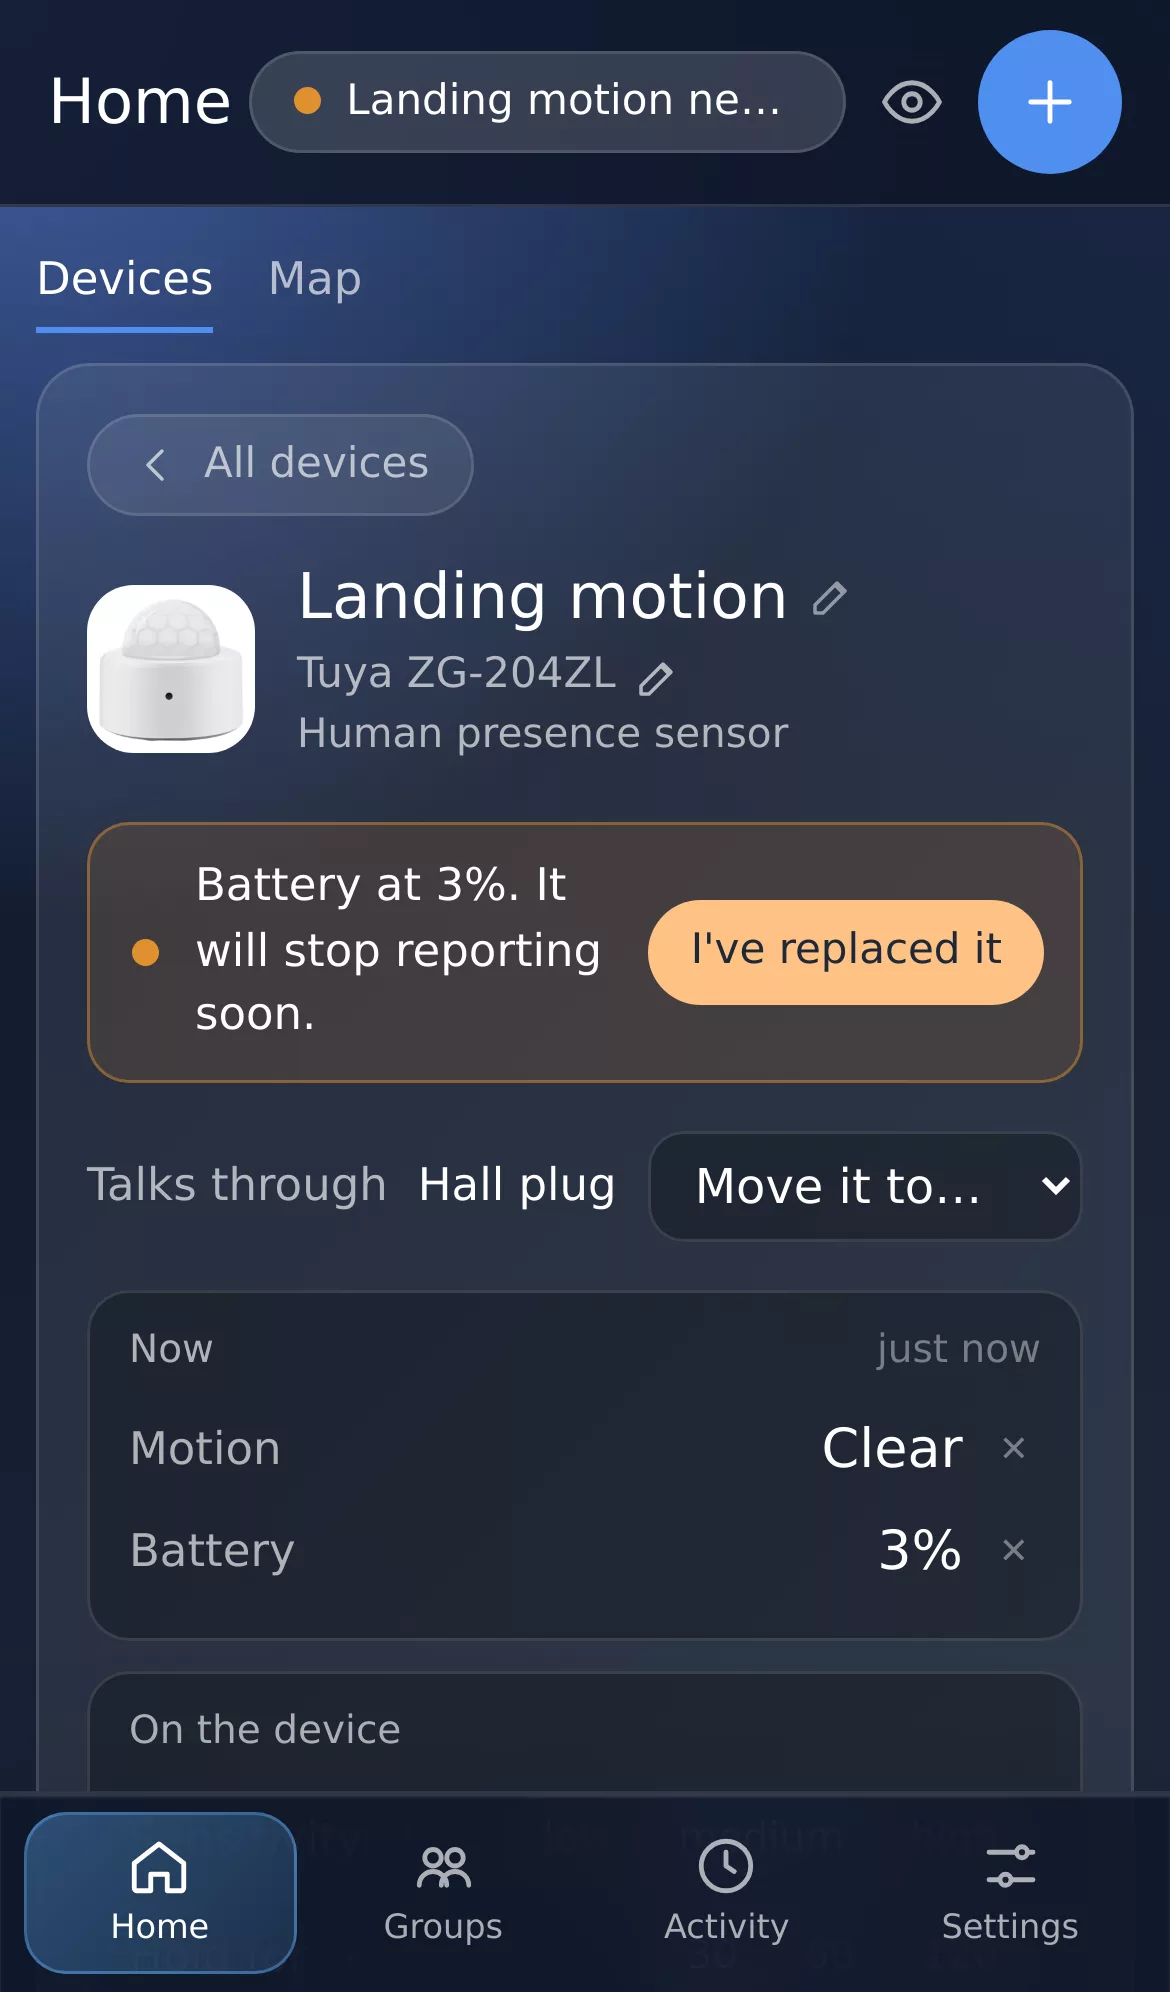 Home
Landing motion ne...
Devices
Map
All devices
Landing motion
Tuya ZG-204ZL
Human presence sensor
Battery at 3%. It
will stop reporting
soon.
I've replaced it
Talks through Hall plug
Move it to...
Now
just now
Motion
Clear
Battery
3%
On the device
Home
Groups
Activity
Settings